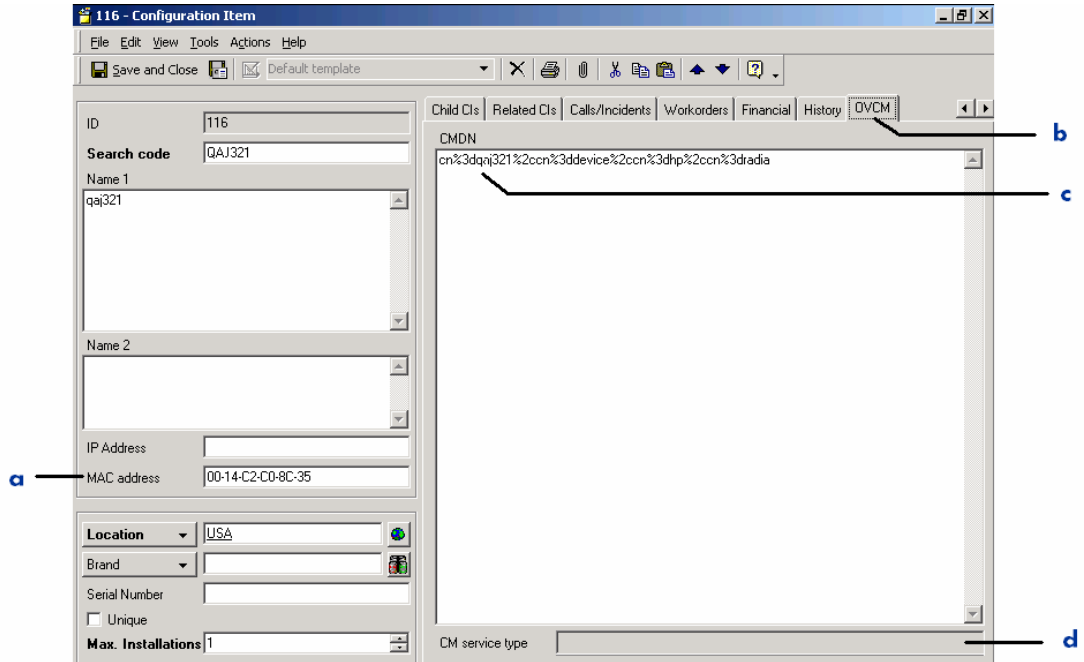 116 - Configuration Item
File Edit View Tools Actions Help
Save and Close Default template
ID 116
Search code QAJ321
Name 1
qaj321
Name 2
IP Address
MAC address 00-14-C2-C0-8C-35
a
Location USA
Brand
Serial Number
Unique
Max. Installations 1
Child CIs Related CIs Calls/Incidents Workorders Financial History OVCM
b
CMDN
cn%3dqaj321%2ccn%3ddevice%2ccn%3dhp%2ccn%3dradia
c
CM service type
d